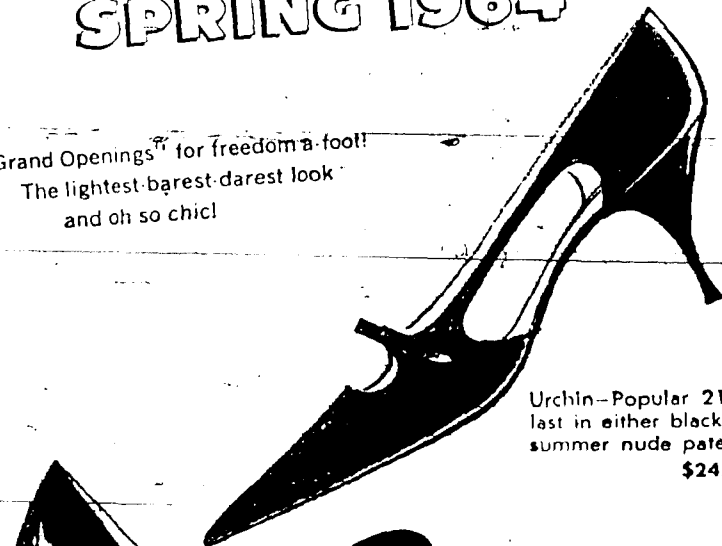 SPRING 1964
Grand Openings for freedom a-foot!
The lightest-barest-darest look
and oh so chic!
Urchin—Popular 21
last in either black
summer nude pate
$24